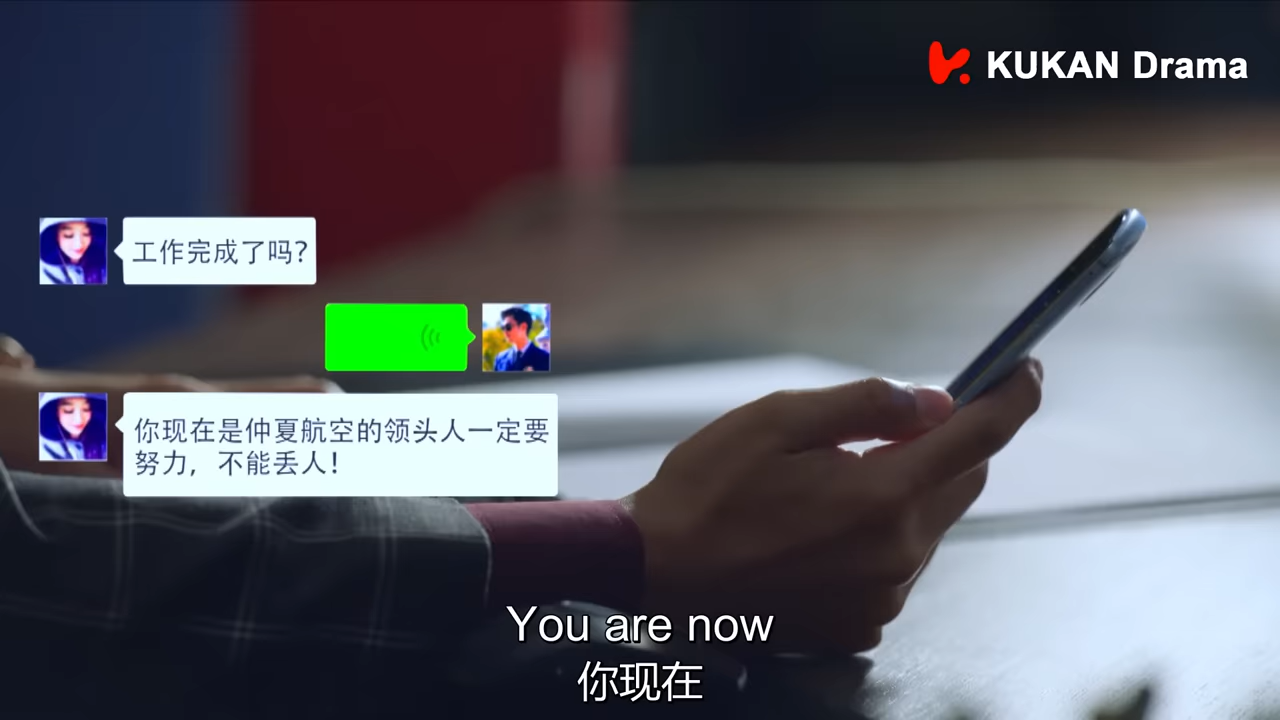 KUKAN Drama
工作完成了吗?
你现在是仲夏航空的领头人一定要
努力，不能丢人!
You are now
你现在